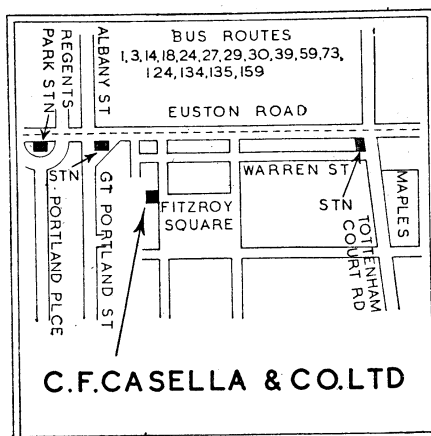 BUS ROUTES
1,3,14,18,24,27,29,30,39,59,73,
124,134,135,159
REGENTS
PARK STN
ALBANY ST
EUSTON ROAD
STN
WARREN ST
STN
FITZROY
SQUARE
MAPLES
PORTLAND PLCE
GT PORTLAND ST
TOTTENHAM
COURT RD
C.F.CASELLA & CO.LTD